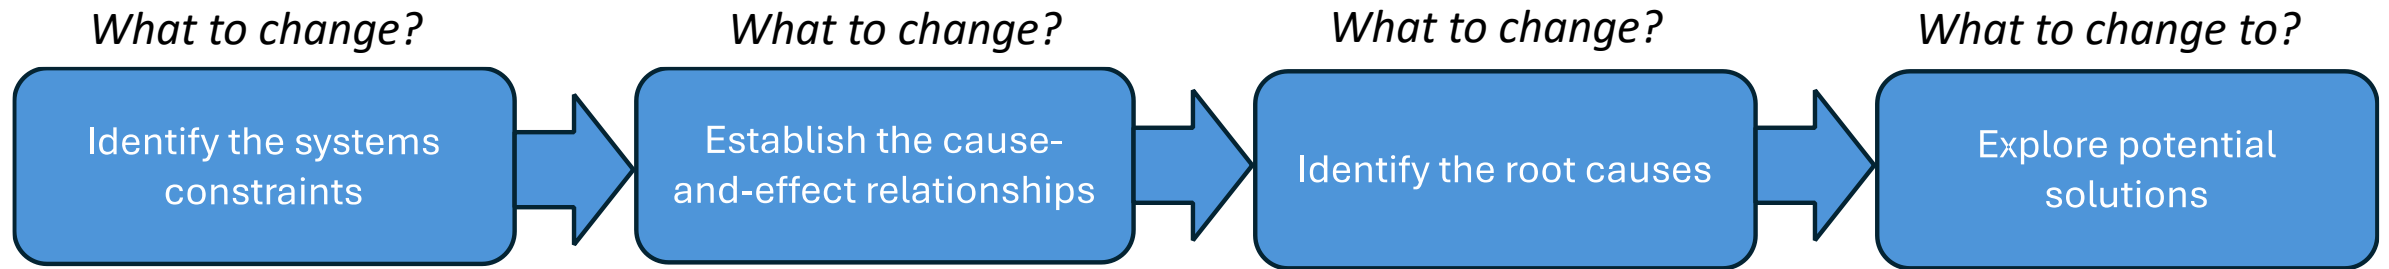 What to change?
What to change?
What to change?
What to change to?
Identify the systems
constraints
Establish the cause-
and-effect relationships
Identify the root causes
Explore potential
solutions